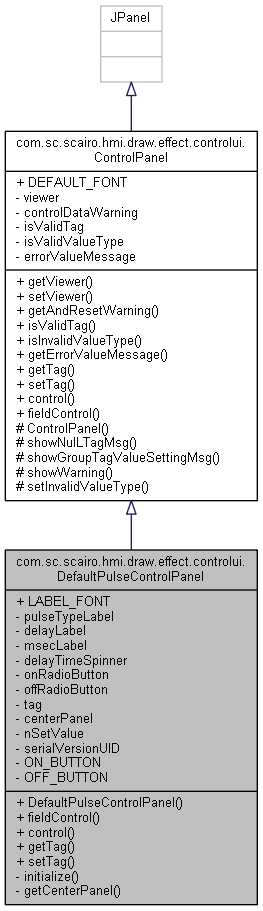 JPanel
com.sc.scairo.hmi.draw.effect.controlui.
ControlPanel
+ DEFAULT_FONT
- viewer
- controlDataWarning
- isValidTag
- isValidValueType
- errorValueMessage
+ getViewer()
+ setViewer()
+ getAndResetWarning()
+ isValidTag()
+ isInvalidValueType()
+ getErrorValueMessage()
+ getTag()
+ setTag()
+ control()
+ fieldControl()
# ControlPanel()
# showNulLTagMsg()
# showGroupTagValueSettingMsg()
# showWarning()
# setInvalidValueType()
com.sc.scairo.hmi.draw.effect.controlui.
DefaultPulseControlPanel
+ LABEL_FONT
- pulseTypeLabel
- delayLabel
- msecLabel
- delayTimeSpinner
- onRadioButton
- offRadioButton
- tag
- centerPanel
- nSetValue
- serialVersionUID
- ON_BUTTON
- OFF_BUTTON
+ DefaultPulseControlPanel()
+ fieldControl()
+ control()
+ getTag()
+ setTag()
- initialize()
- getCenterPanel()